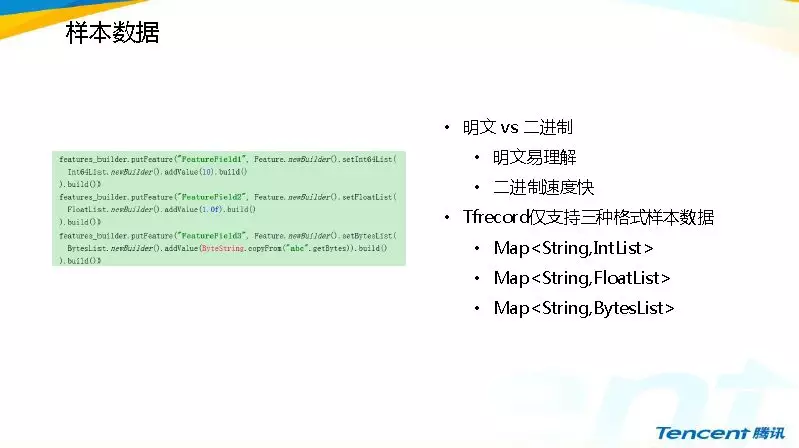 样本数据
features_builder.putFeature("FeatureField1", Feature.newBuilder().setInt64List(
Int64List.newBuilder().addValue(10).build()
).build())
features_builder.putFeature("FeatureField2", Feature.newBuilder().setFloatList(
FloatList.newBuilder().addValue(1.0f).build()
).build())
features_builder.putFeature("FeatureField3", Feature.newBuilder().setBytesList(
BytesList.newBuilder().addValue(ByteString.copyFrom("abc".getBytes)).build()
).build())
• 明文 vs 二进制
• 明文易理解
• 二进制速度快
• Tfrecord仅支持三种格式样本数据
• Map<String,IntList>
• Map<String,FloatList>
• Map<String,BytesList>
Tencent 腾讯